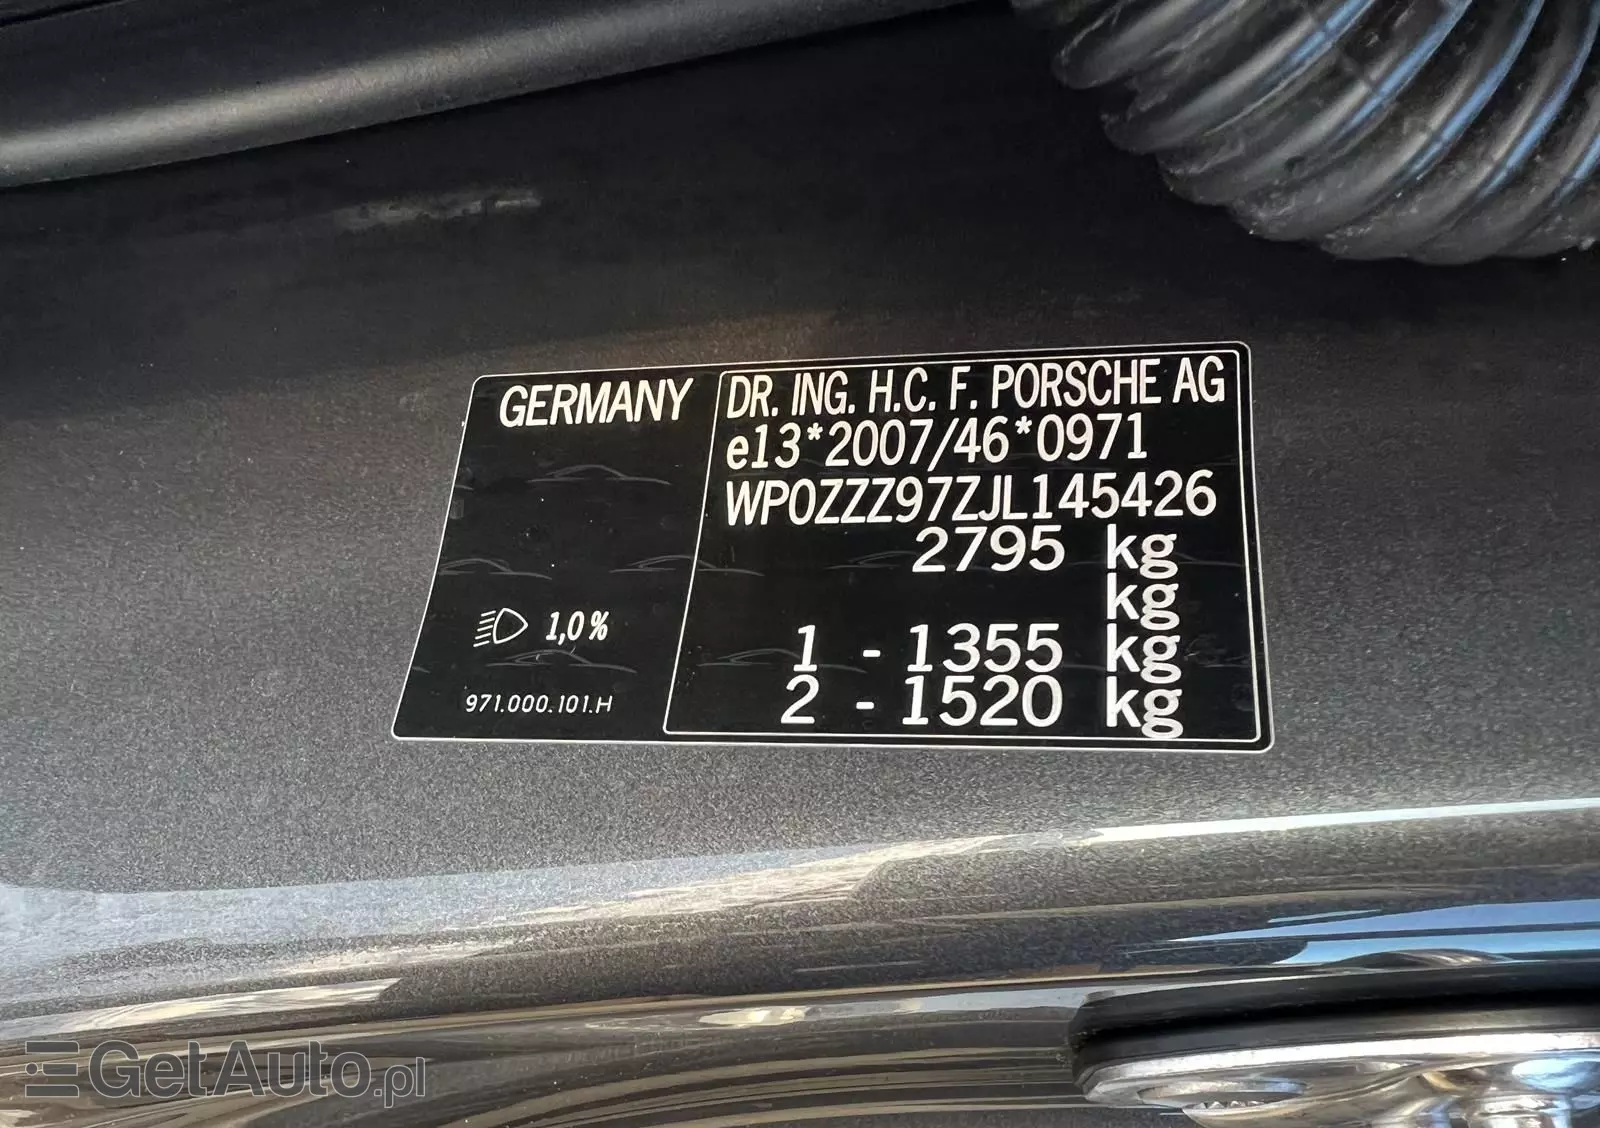 GERMANY
DR. ING. H.C. F. PORSCHE AG
e13*2007/46*0971
WP0ZZZ97ZJL145426
2795 kg
kg
1 - 1355 kg
2 - 1520 kg
1,0%
971.000.101.H
GetAuto.pl